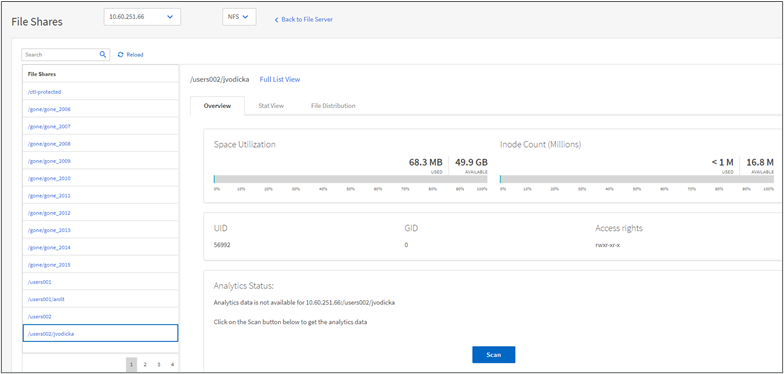 File Shares
10.60.251.66
NFS
Back to File Server
Search
Reload
File Shares
/cti-protected
/gone/gone_2006
/gone/gone_2007
/gone/gone_2008
/gone/gone_2009
/gone/gone_2010
/gone/gone_2011
/gone/gone_2012
/gone/gone_2013
/gone/gone_2014
/gone/gone_2015
/users001
/users002
/users002/jvodicka
1 2 3 4
/users002/jvodicka Full List View
Overview Stat View File Distribution
Space Utilization
68.3 MB 49.9 GB
USED AVAILABLE
0% 10% 20% 30% 40% 50% 60% 70% 80% 90% 100%
Inode Count (Millions)
< 1 M 16.8 M
USED AVAILABLE
0% 10% 20% 30% 40% 50% 60% 70% 80% 90% 100%
UID GID Access rights
56992 0 rwxr-xr-x
Analytics Status:
Analytics data is not available for 10.60.251.66:/users002/jvodicka
Click on the Scan button below to get the analytics data
Scan